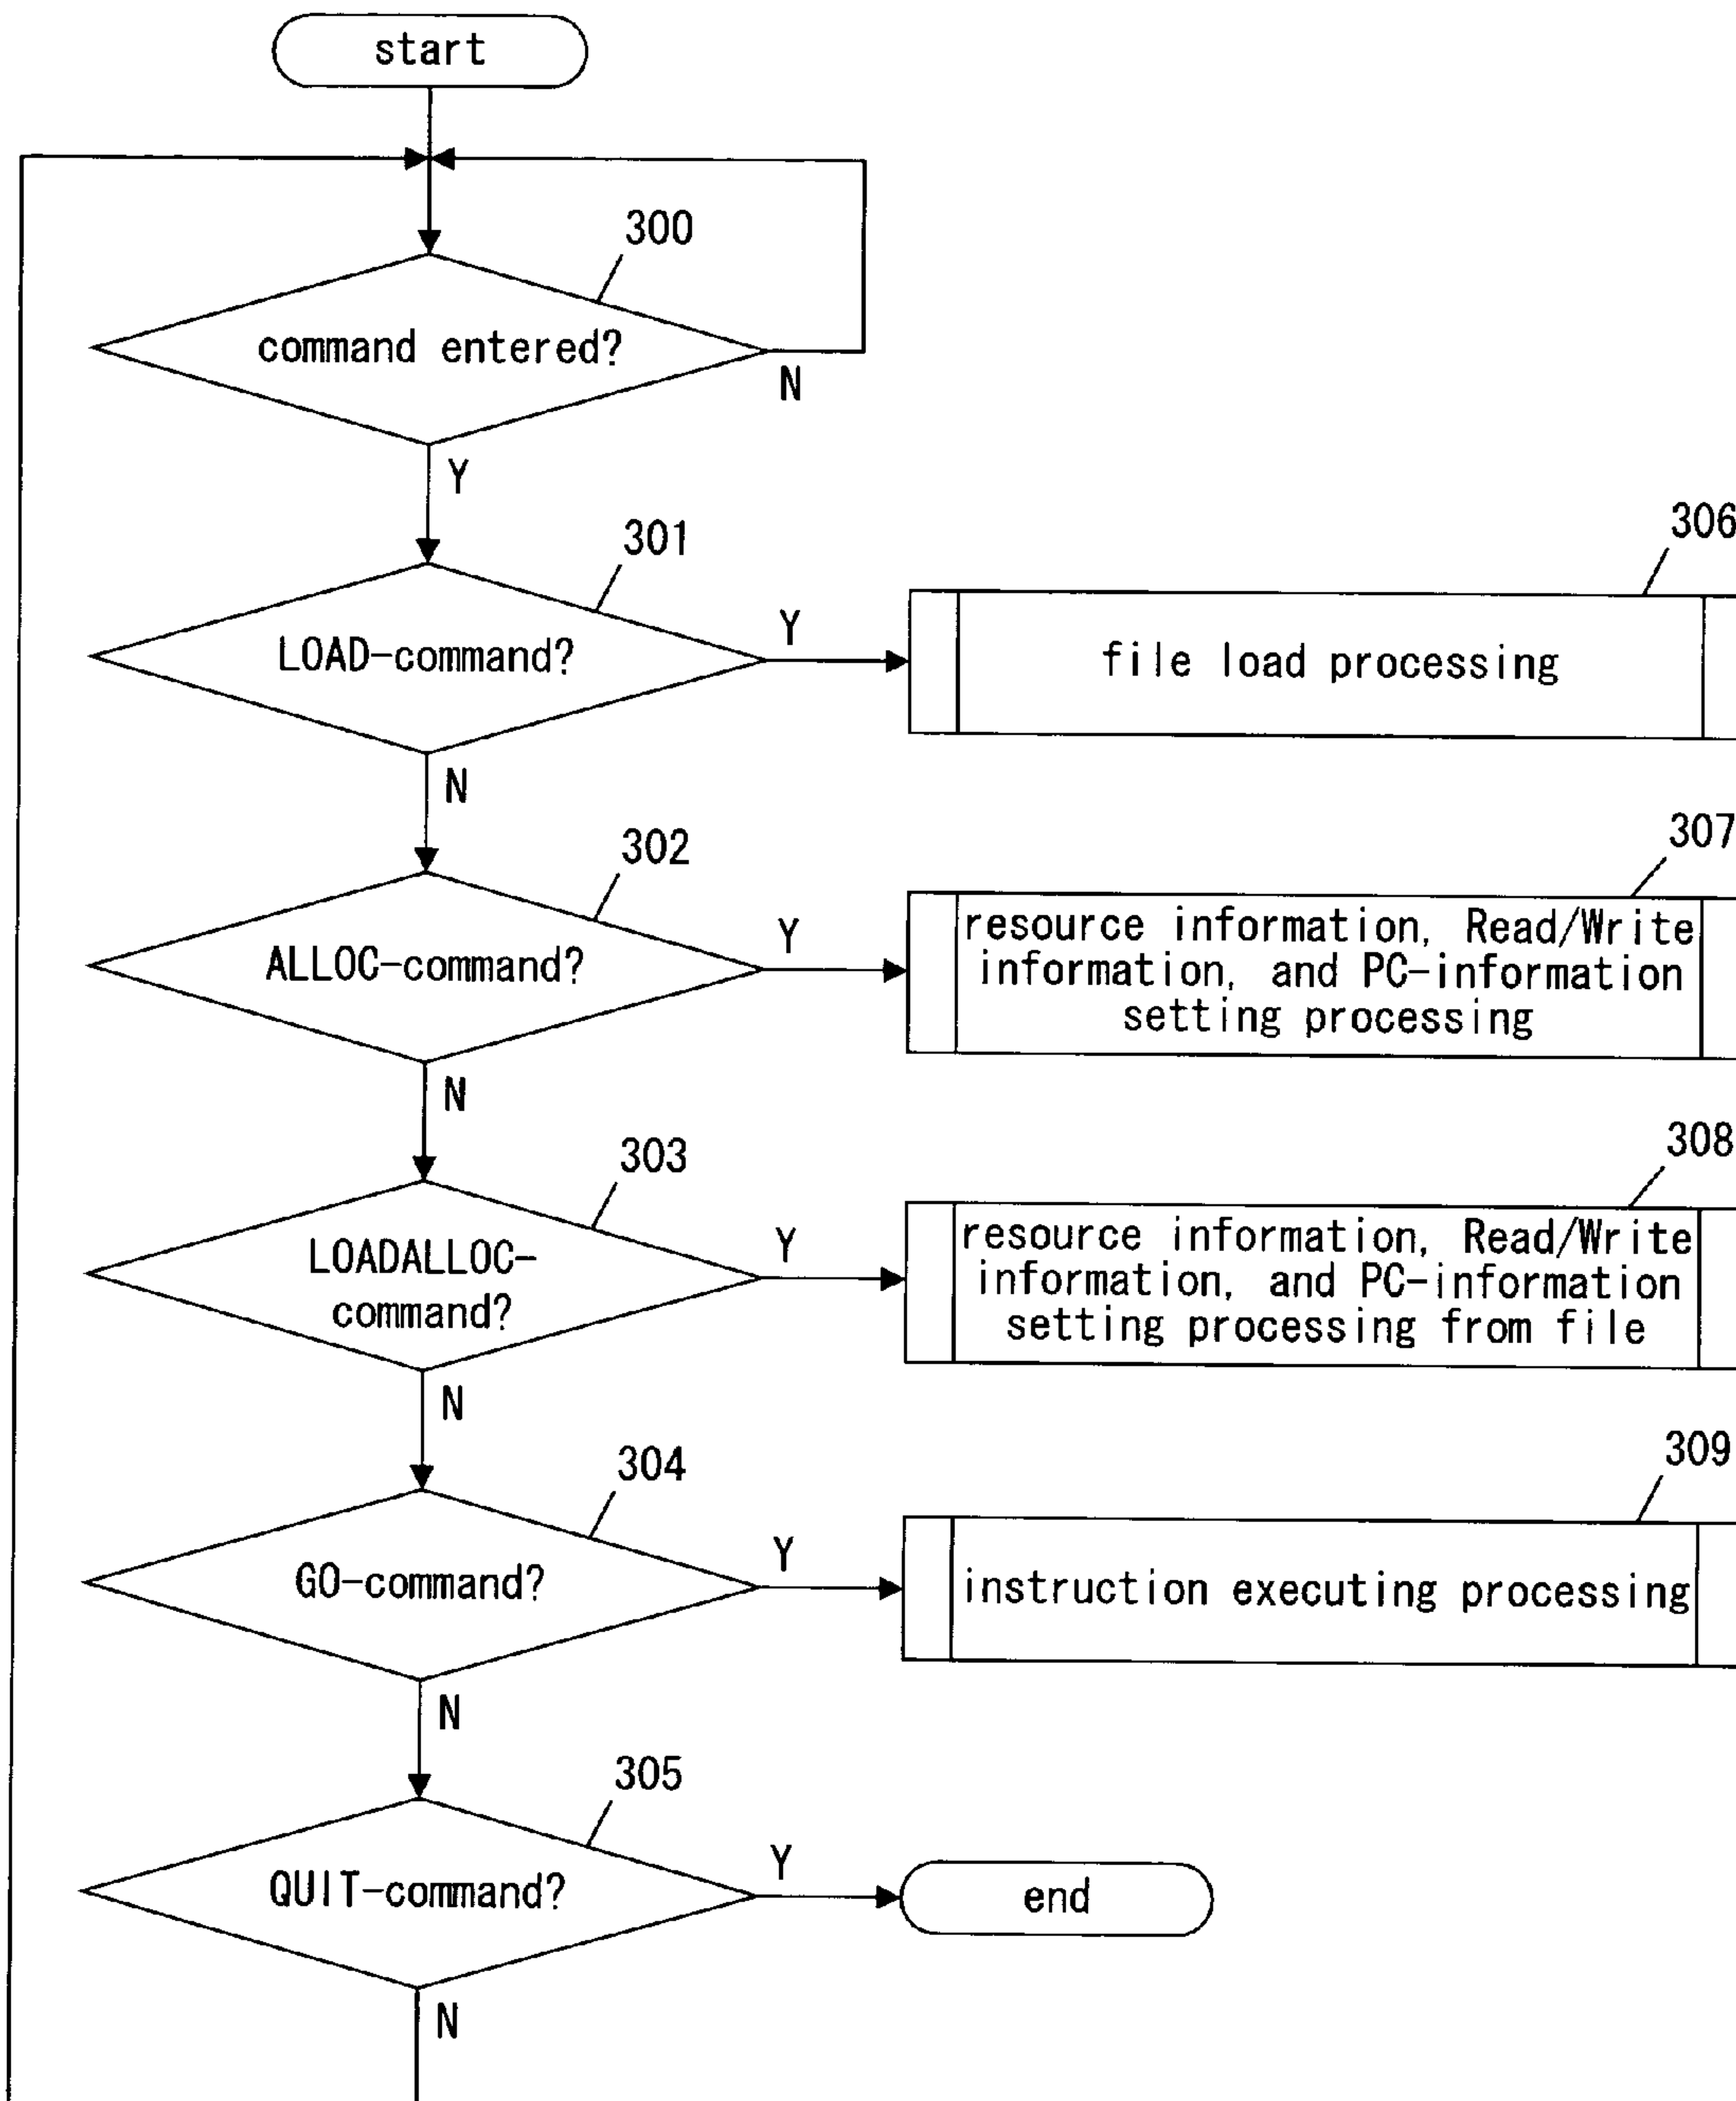 start
300
command entered?
N
Y
301
306
LOAD-command?
Y
file load processing
N
302
307
ALLOC-command?
Y
resource information, Read/Write
information, and PC-information
setting processing
N
303
308
LOADALLOC-
command?
Y
resource information, Read/Write
information, and PC-information
setting processing from file
N
304
309
GO-command?
Y
instruction executing processing
N
305
QUIT-command?
Y
end
N